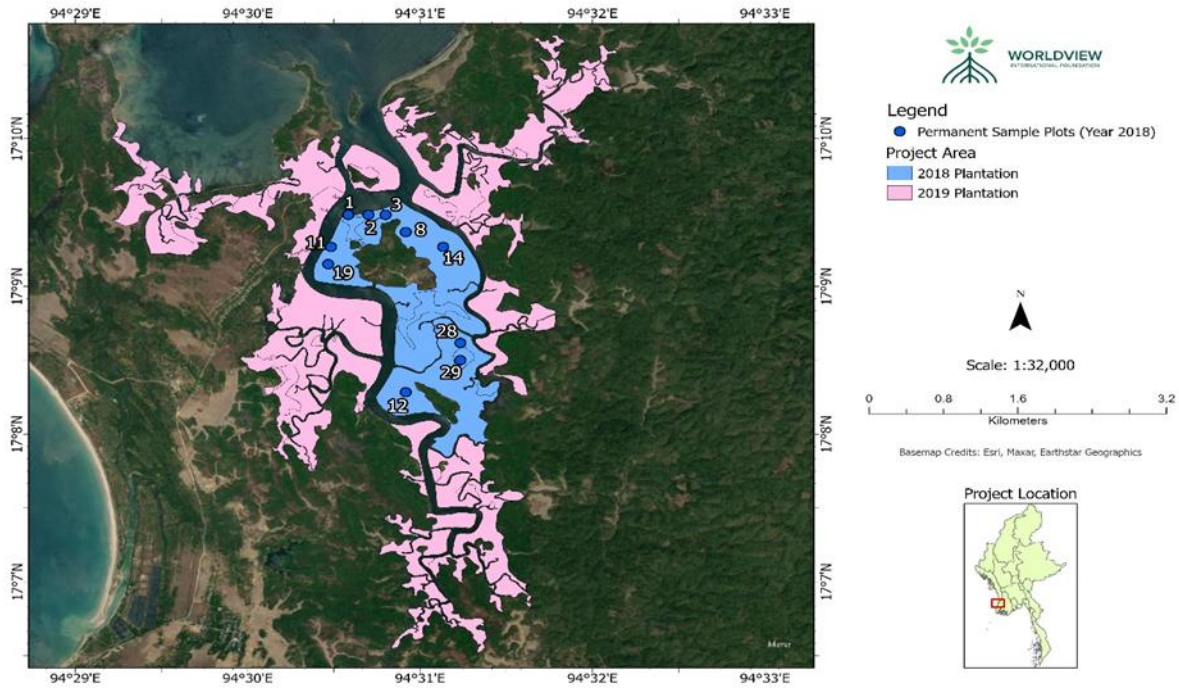 94°29'E 94°30'E 94°31'E 94°32'E 94°33'E
17°10'N
17°9'N
17°8'N
17°7'N
17°10'N
17°9'N
17°8'N
17°7'N
1
3
2
8
11
14
19
28
29
12
Maxar
94°29'E 94°30'E 94°31'E 94°32'E 94°33'E
WORLDVIEW
INTERNATIONAL FOUNDATION
Legend
Permanent Sample Plots (Year 2018)
Project Area
2018 Plantation
2019 Plantation
N
Scale: 1:32,000
0 0.8 1.6 3.2
Kilometers
Basemap Credits: Esri, Maxar, Earthstar Geographics
Project Location